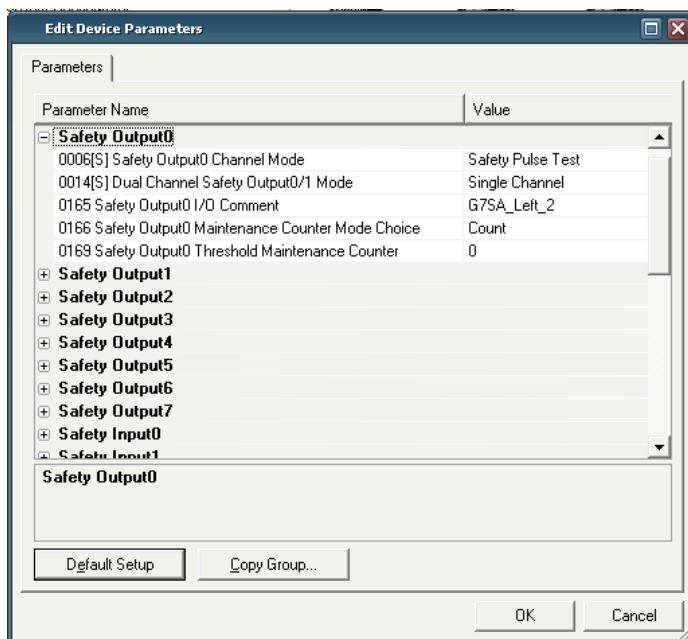 Edit Device Parameters
Parameters
Parameter Name Value
Safety Output0
0006[S] Safety Output0 Channel Mode Safety Pulse Test
0014[S] Dual Channel Safety Output0/1 Mode Single Channel
0165 Safety Output0 I/O Comment G7SA_Left_2
0166 Safety Output0 Maintenance Counter Mode Choice Count
0169 Safety Output0 Threshold Maintenance Counter 0
Safety Output1
Safety Output2
Safety Output3
Safety Output4
Safety Output5
Safety Output6
Safety Output7
Safety Input0
Safety Input1
Safety Output0
Default Setup Copy Group...
OK Cancel